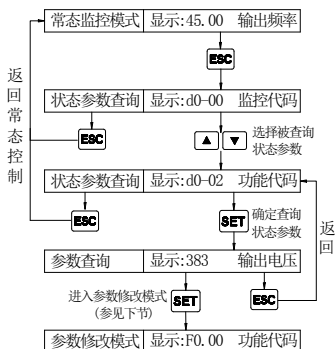 常态监控模式 显示:45.00 输出频率
ESC
状态参数查询 显示:d0-00 监控代码
ESC
▲ ▼ 选择被查询
状态参数
状态参数查询 显示:d0-02 功能代码
ESC
SET 确定查询
状态参数
参数查询 显示:383 输出电压
进入参数修改模式 SET
(参见下节)
ESC
参数修改模式 显示:F0.00 功能代码
返回常态控制
返回